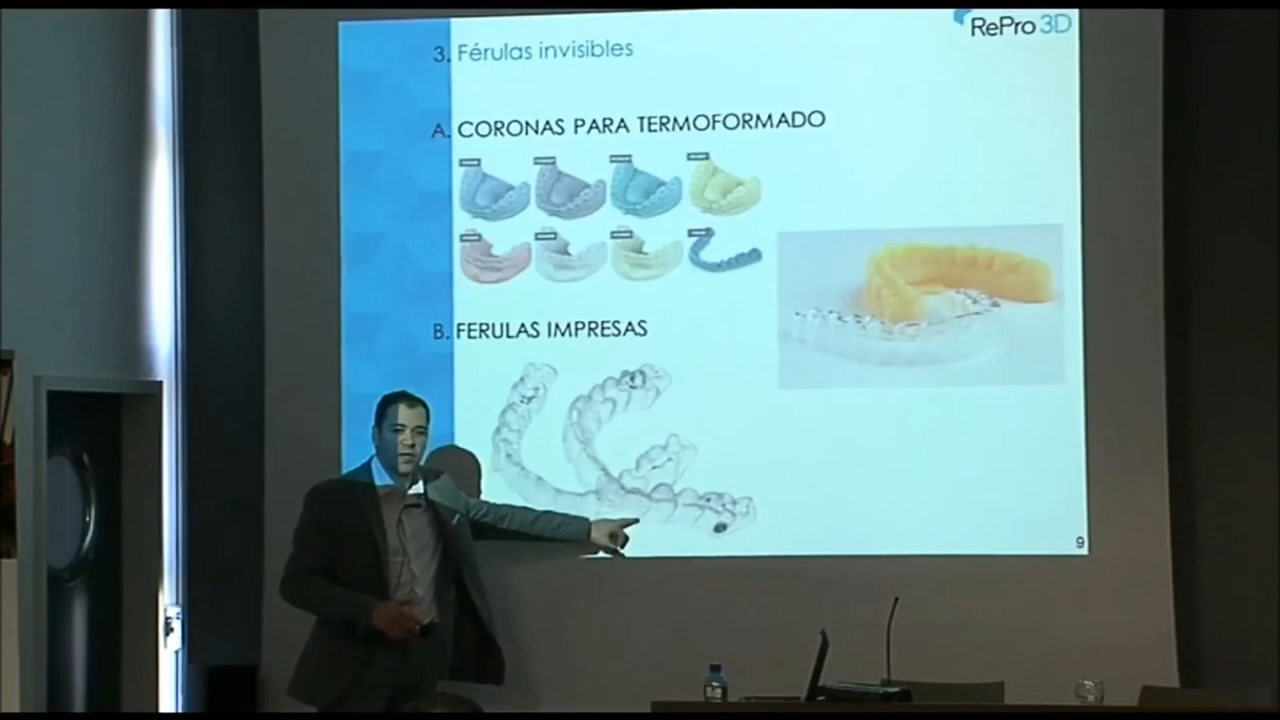 RePro 3D
3. Férulas invisibles
A. CORONAS PARA TERMOFORMADO
B. FERULAS IMPRESAS
9